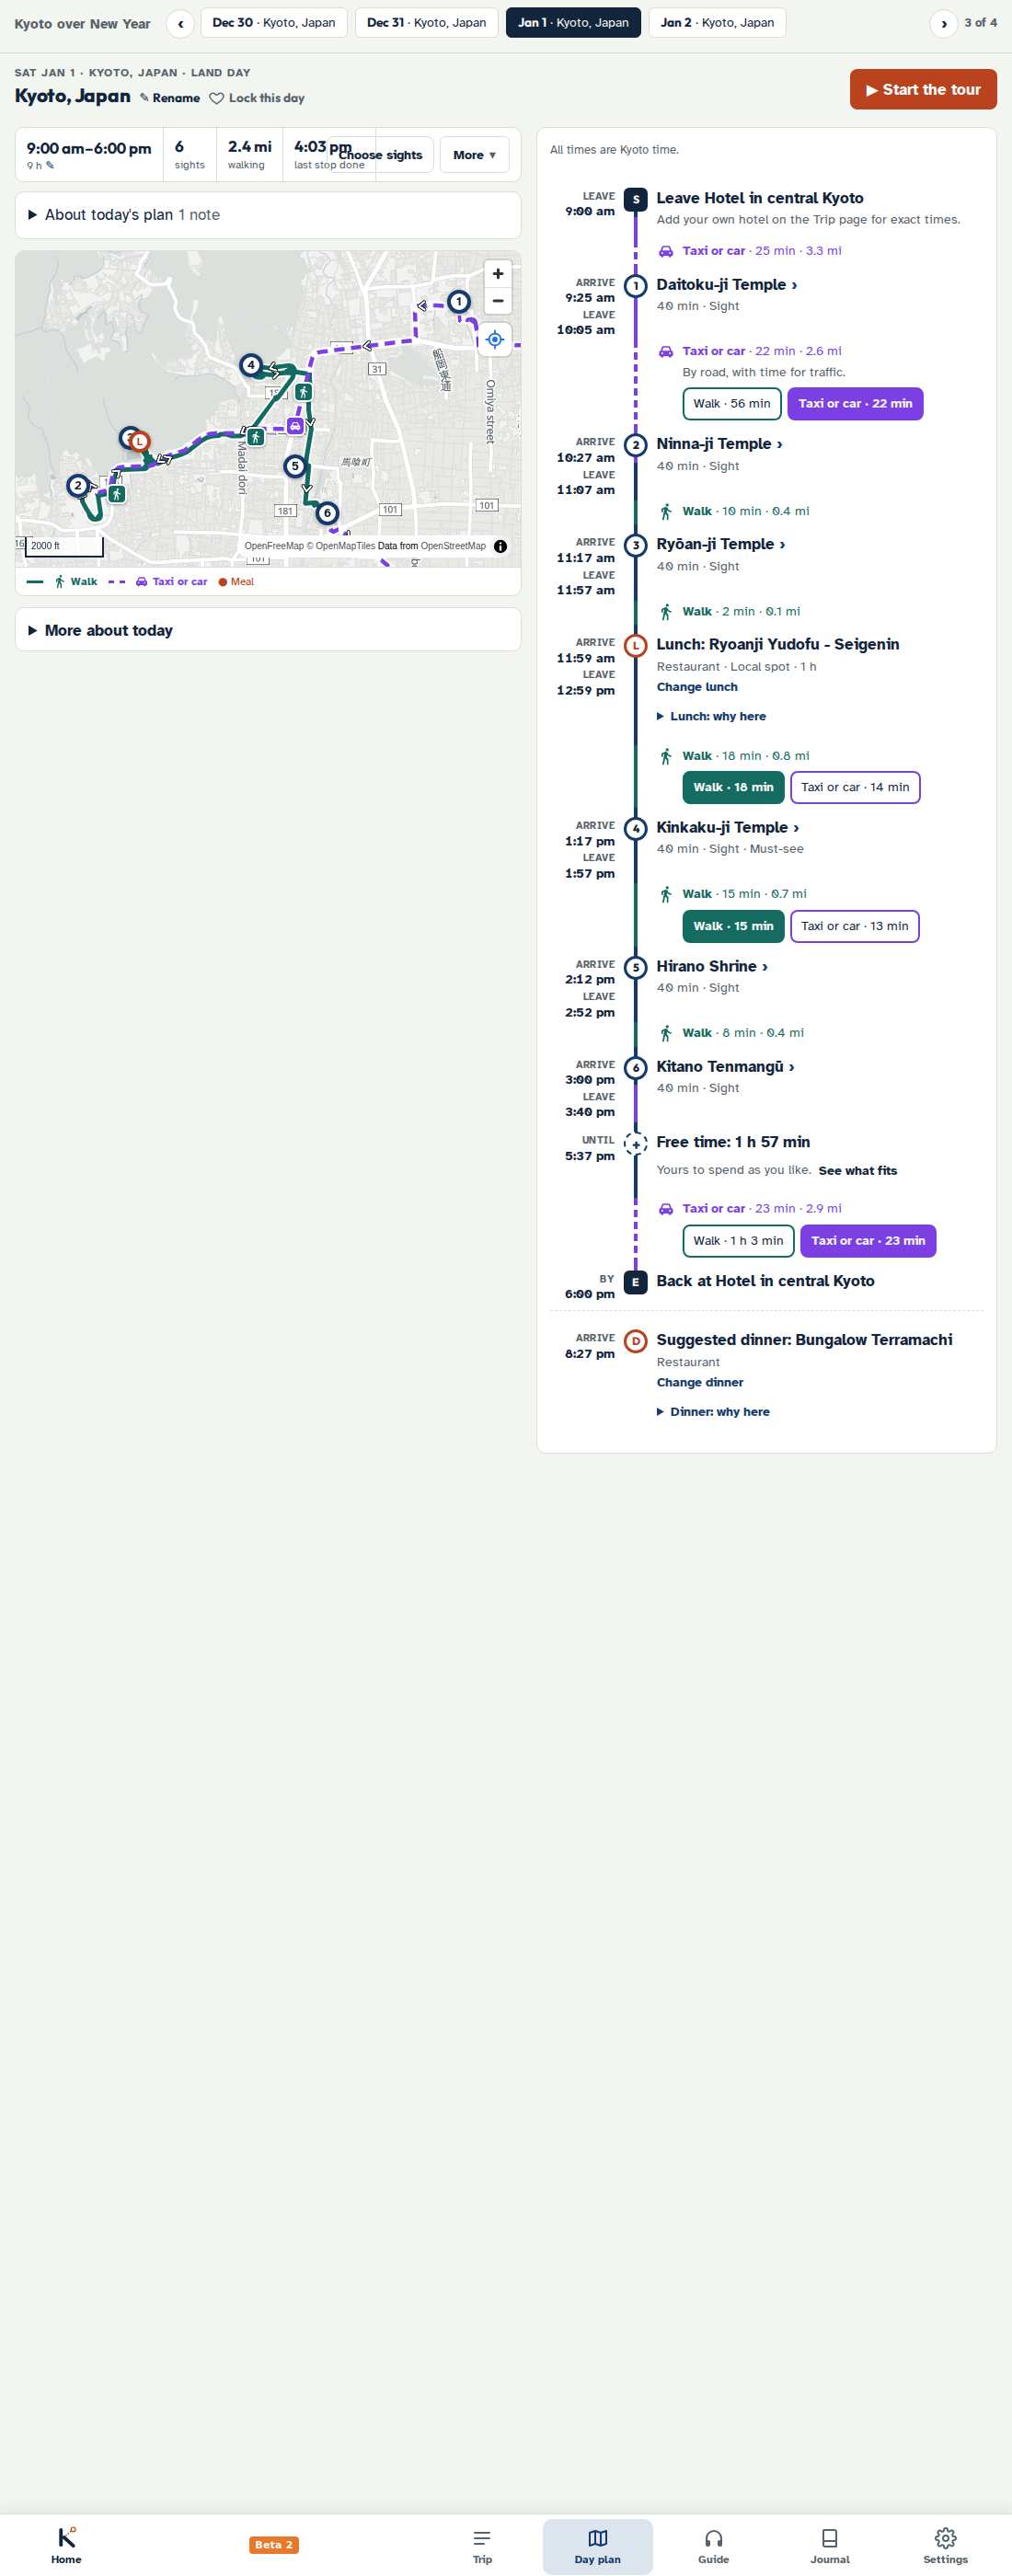 Kyoto over New Year
‹
Dec 30 · Kyoto, Japan
Dec 31 · Kyoto, Japan
Jan 1 · Kyoto, Japan
Jan 2 · Kyoto, Japan
›
3 of 4
SAT JAN 1 · KYOTO, JAPAN · LAND DAY
Kyoto, Japan
✎ Rename
Lock this day
▶ Start the tour
9:00 am–6:00 pm
9 h ✎
6
sights
2.4 mi
walking
4:03 pm
last stop done
Choose sights
More ▼
▶ About today's plan 1 note
1
4
31
Omiya street
L
Madai dori
5
馬喰町
2
181
6
101
101
2000 ft
OpenFreeMap © OpenMapTiles Data from OpenStreetMap
Walk
Taxi or car
Meal
▶ More about today
All times are Kyoto time.
LEAVE
9:00 am
S
Leave Hotel in central Kyoto
Add your own hotel on the Trip page for exact times.
Taxi or car · 25 min · 3.3 mi
ARRIVE
9:25 am
LEAVE
10:05 am
1
Daitoku-ji Temple ›
40 min · Sight
Taxi or car · 22 min · 2.6 mi
By road, with time for traffic.
Walk · 56 min
Taxi or car · 22 min
ARRIVE
10:27 am
LEAVE
11:07 am
2
Ninna-ji Temple ›
40 min · Sight
Walk · 10 min · 0.4 mi
ARRIVE
11:17 am
LEAVE
11:57 am
3
Ryōan-ji Temple ›
40 min · Sight
Walk · 2 min · 0.1 mi
ARRIVE
11:59 am
LEAVE
12:59 pm
L
Lunch: Ryoanji Yudofu - Seigenin
Restaurant · Local spot · 1 h
Change lunch
▶ Lunch: why here
Walk · 18 min · 0.8 mi
Walk · 18 min
Taxi or car · 14 min
ARRIVE
1:17 pm
LEAVE
1:57 pm
4
Kinkaku-ji Temple ›
40 min · Sight · Must-see
Walk · 15 min · 0.7 mi
Walk · 15 min
Taxi or car · 13 min
ARRIVE
2:12 pm
LEAVE
2:52 pm
5
Hirano Shrine ›
40 min · Sight
Walk · 8 min · 0.4 mi
ARRIVE
3:00 pm
LEAVE
3:40 pm
6
Kitano Tenmangū ›
40 min · Sight
UNTIL
5:37 pm
+
Free time: 1 h 57 min
Yours to spend as you like. See what fits
Taxi or car · 23 min · 2.9 mi
Walk · 1 h 3 min
Taxi or car · 23 min
BY
6:00 pm
E
Back at Hotel in central Kyoto
ARRIVE
8:27 pm
D
Suggested dinner: Bungalow Terramachi
Restaurant
Change dinner
▶ Dinner: why here
Home
Beta 2
Trip
Day plan
Guide
Journal
Settings